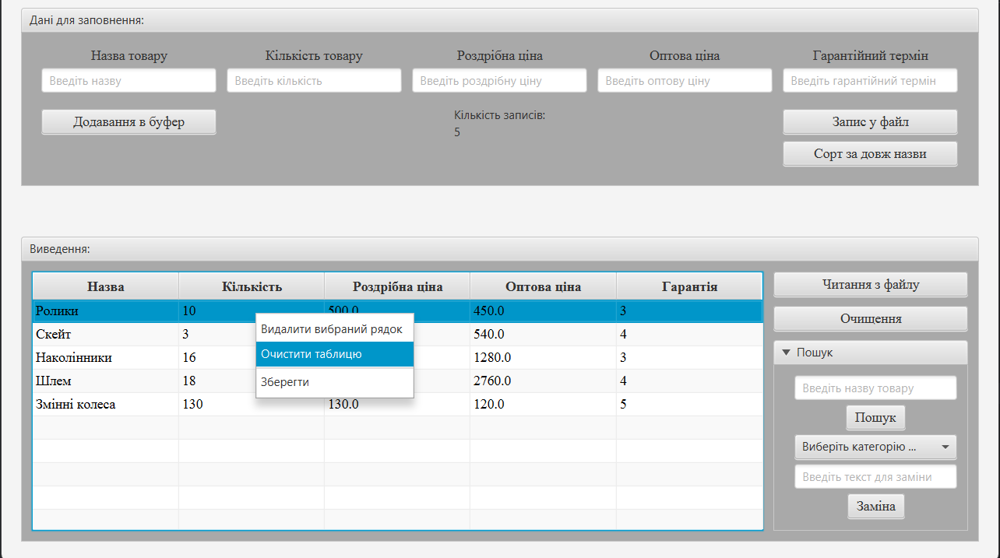 Дані для заповнення:
Назва товару Кількість товару Роздрібна ціна Оптова ціна Гарантійний термін
Введіть назву Введіть кількість Введіть роздрібну ціну Введіть оптову ціну Введіть гарантійний термін
Додавання в буфер Кількість записів: Запис у файл
5
Сорт за довж назви
Виведення:
Назва Кількість Роздрібна ціна Оптова ціна Гарантія
Ролики 10 500.0 450.0 3
Скейт 3 540.0 4
Наколінники 16 1280.0 3
Шлем 18 2760.0 4
Змінні колеса 130 130.0 120.0 5
Видалити вибраний рядок
Очистити таблицю
Зберегти
Читання з файлу
Очищення
Пошук
Введіть назву товару
Пошук
Виберіть категорію ...
Введіть текст для заміни
Заміна